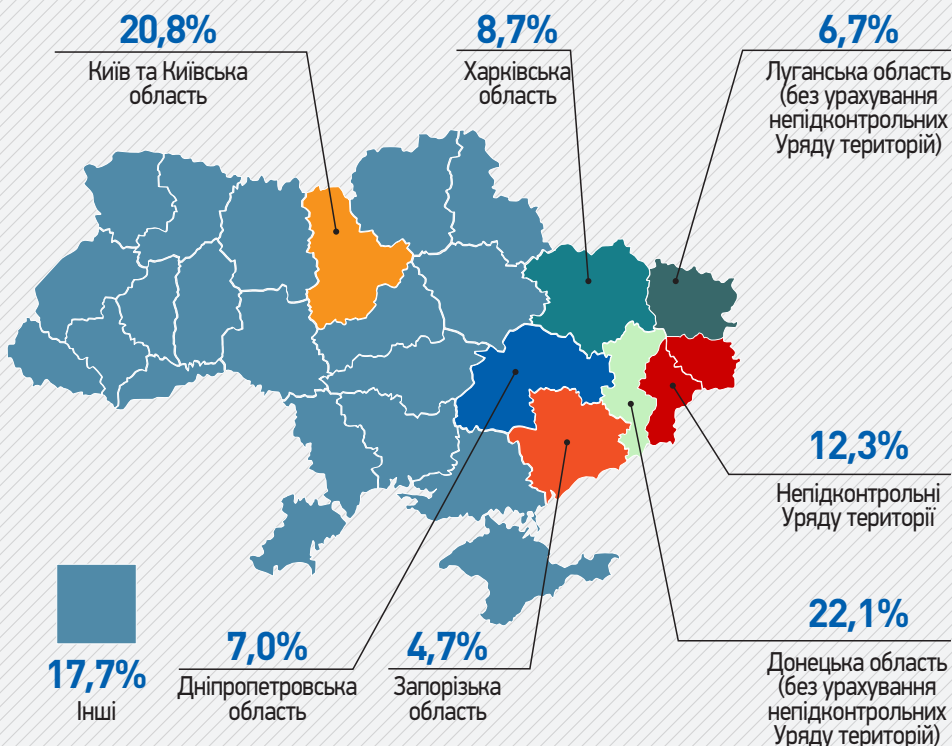 20,8%
Київ та Київська
область
8,7%
Харківська
область
6,7%
Луганська область
(без урахування
непідконтрольних
Уряду територій)
12,3%
Непідконтрольні
Уряду території
22,1%
Донецька область
(без урахування
непідконтрольних
Уряду територій)
4,7%
Запорізька
область
7,0%
Дніпропетровська
область
17,7%
Інші